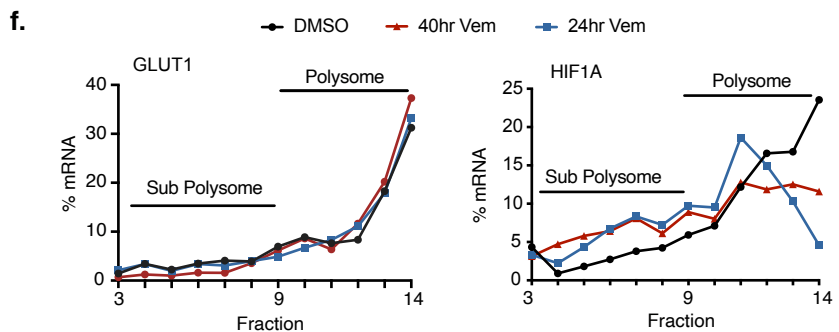 f.
DMSO 40hr Vem 24hr Vem
GLUT1
Polysome
Sub Polysome
% mRNA
40
30
20
10
0
3 9 14
Fraction
HIF1A
Polysome
Sub Polysome
% mRNA
25
20
15
10
5
0
3 9 14
Fraction